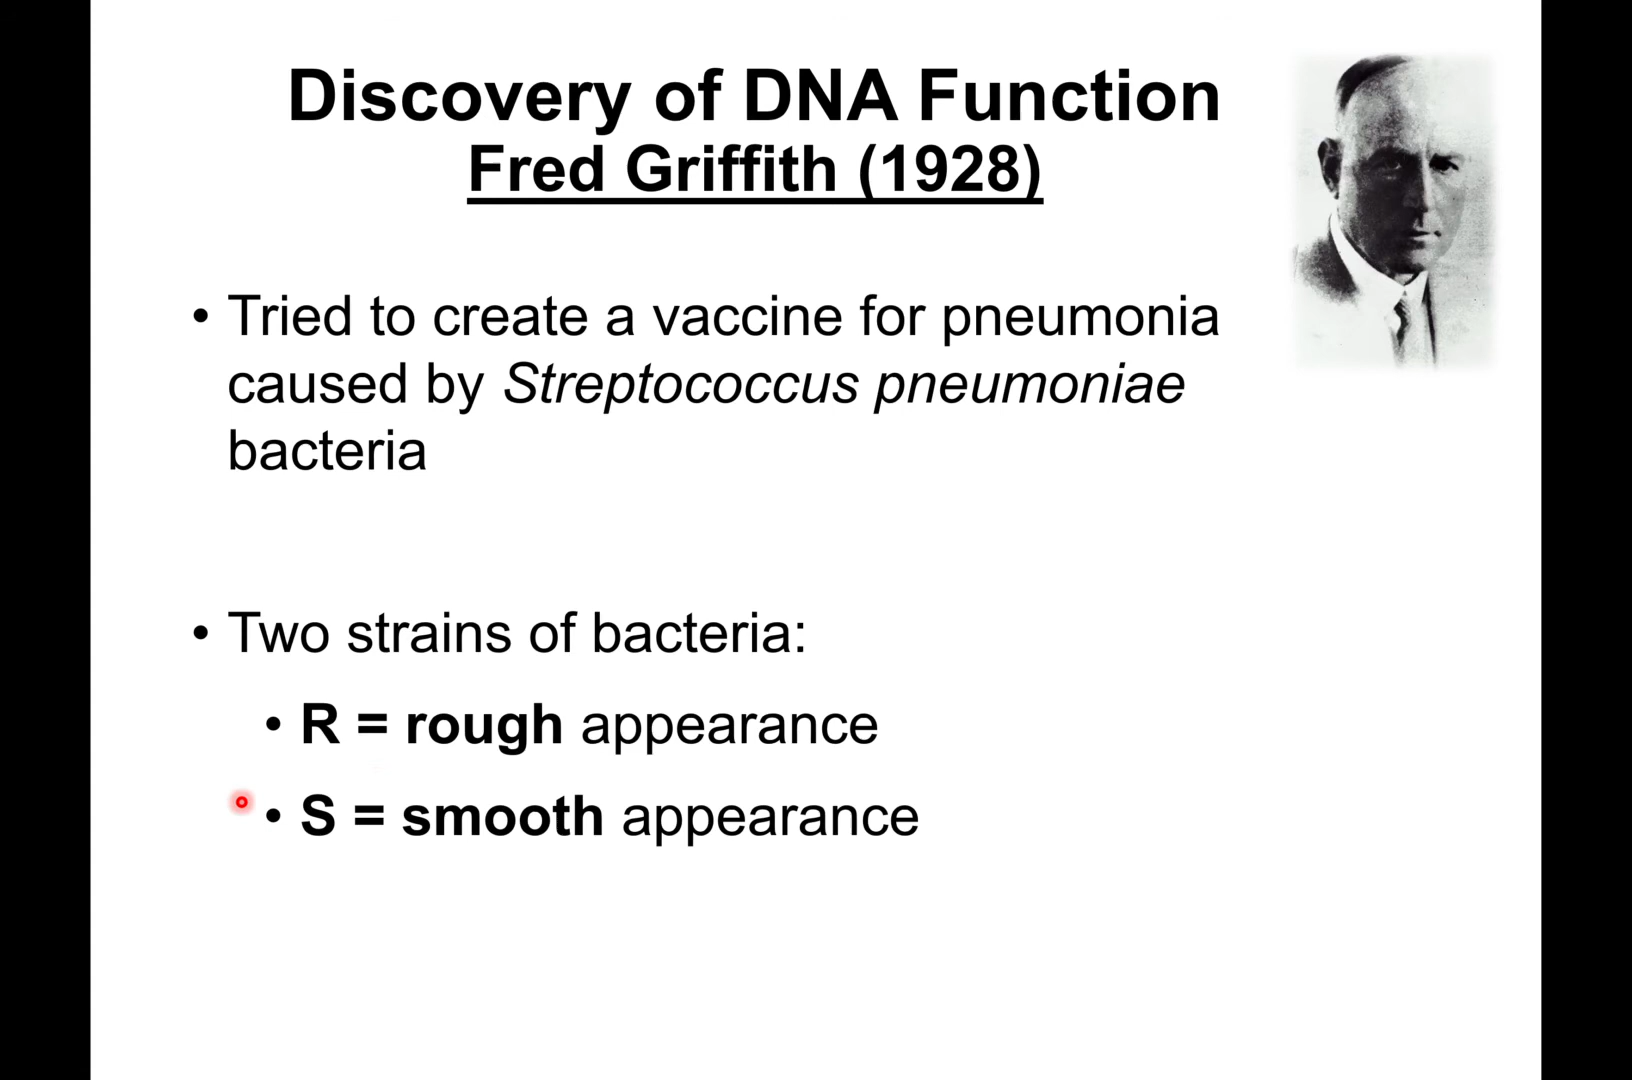 Discovery of DNA Function
Fred Griffith (1928)
• Tried to create a vaccine for pneumonia
caused by Streptococcus pneumoniae
bacteria
• Two strains of bacteria:
• R = rough appearance
• S = smooth appearance